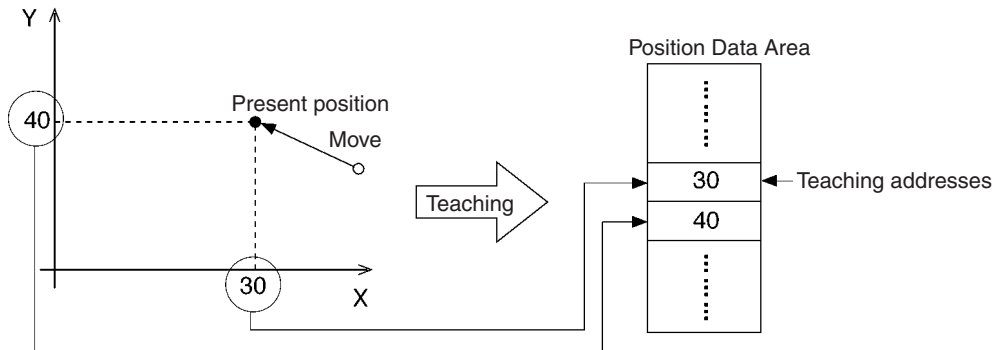 Y
Position Data Area
Present position
40
Move
30
Teaching addresses
Teaching
40
30
X